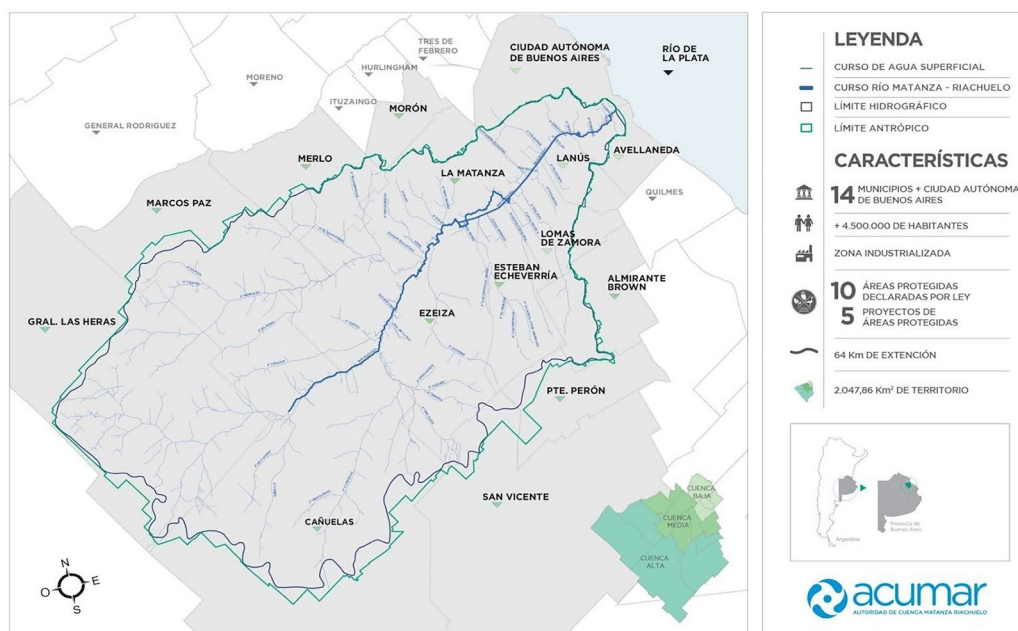 TRES DE
FEBRERO
HURLINGHAM
MORENO
ITUZAINGO
GENERAL RODRIGUEZ
CIUDAD AUTÓNOMA
DE BUENOS AIRES
RÍO DE
LA PLATA
MORÓN
MERLO
LA MATANZA
LANÚS
AVELLANEDA
QUILMES
MARCOS PAZ
LOMAS
DE ZAMORA
ESTEBAN
ECHEVERRÍA
ALMIRANTE
BROWN
GRAL. LAS HERAS
EZEIZA
PTE. PERÓN
SAN VICENTE
CAÑUELAS
CUENCA
BAJA
CUENCA
MEDIA
CUENCA
ALTA
N
E
S
O
LEYENDA
CURSO DE AGUA SUPERFICIAL
CURSO RÍO MATANZA - RIACHUELO
LÍMITE HIDROGRÁFICO
LÍMITE ANTRÓPICO
CARACTERÍSTICAS
14 MUNICIPIOS + CIUDAD AUTÓNOMA
DE BUENOS AIRES
+ 4.500.000 DE HABITANTES
ZONA INDUSTRIALIZADA
10 ÁREAS PROTEGIDAS
DECLARADAS POR LEY
5 PROYECTOS DE
ÁREAS PROTEGIDAS
64 Km DE EXTENCIÓN
2.047,86 Km² DE TERRITORIO
Argentina
Provincia de
Buenos Aires
acumar
AUTORIDAD DE CUENCA MATANZA RIACHUELO